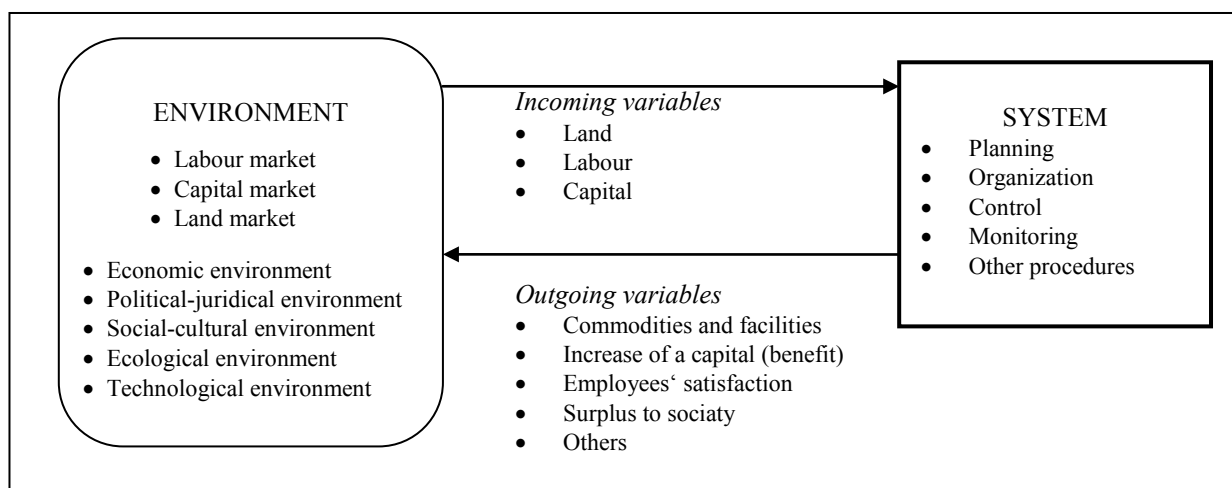 ENVIRONMENT
• Labour market
• Capital market
• Land market
• Economic environment
• Political-juridical environment
• Social-cultural environment
• Ecological environment
• Technological environment
Incoming variables
• Land
• Labour
• Capital
Outgoing variables
• Commodities and facilities
• Increase of a capital (benefit)
• Employees‘ satisfaction
• Surplus to sociaty
• Others
SYSTEM
• Planning
• Organization
• Control
• Monitoring
• Other procedures